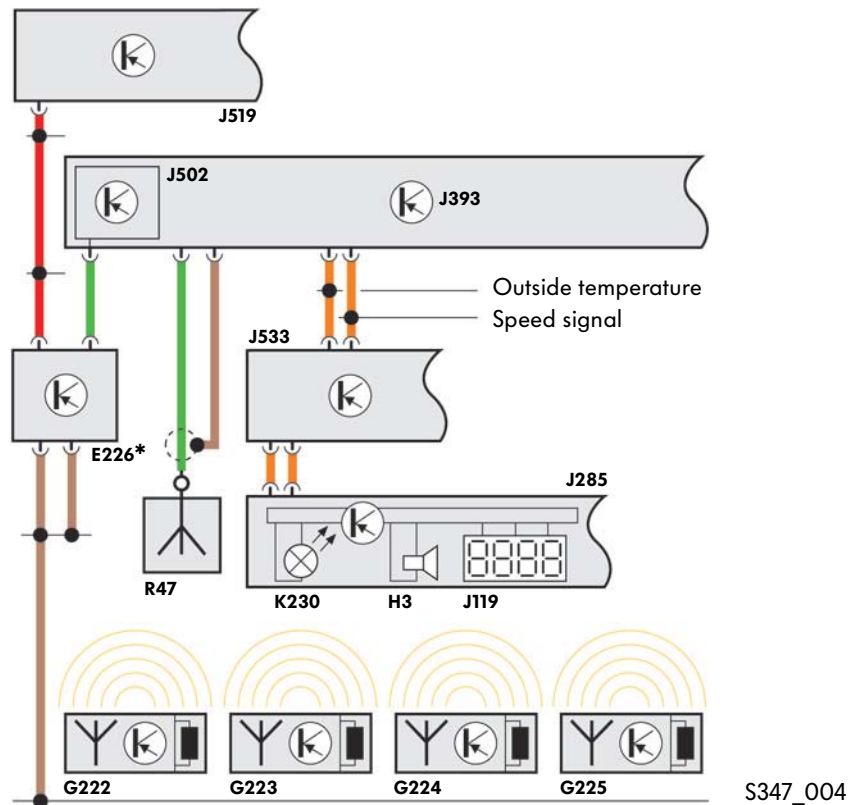 J519
J502
J393
Outside temperature
Speed signal
J533
E226*
J285
R47
K230 H3 J119
G222 G223 G224 G225
S347_004